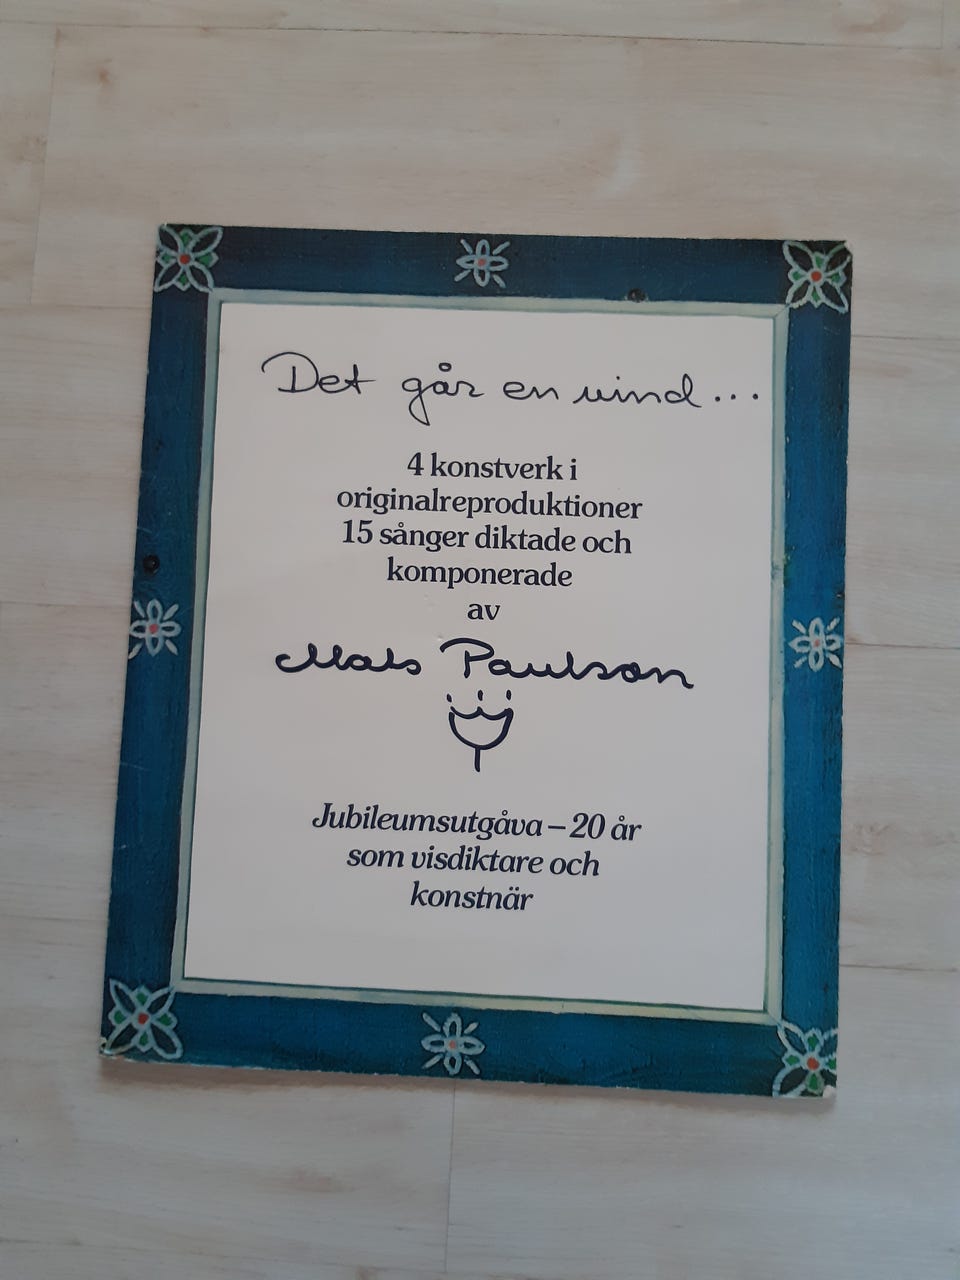 Det går en vind...
4 konstverk i
originalreproduktioner
15 sånger diktade och
komponerade
av
Mats Paulson
Jubileumsutgåva – 20 år
som visdiktare och
konstnär